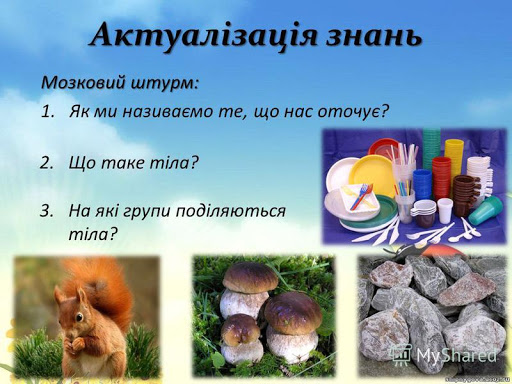 Актуалізація знань
Мозковий штурм:
1. Як ми називаємо те, що нас оточує?
2. Що таке тіла?
3. На які групи поділяються
тіла?
MyShared